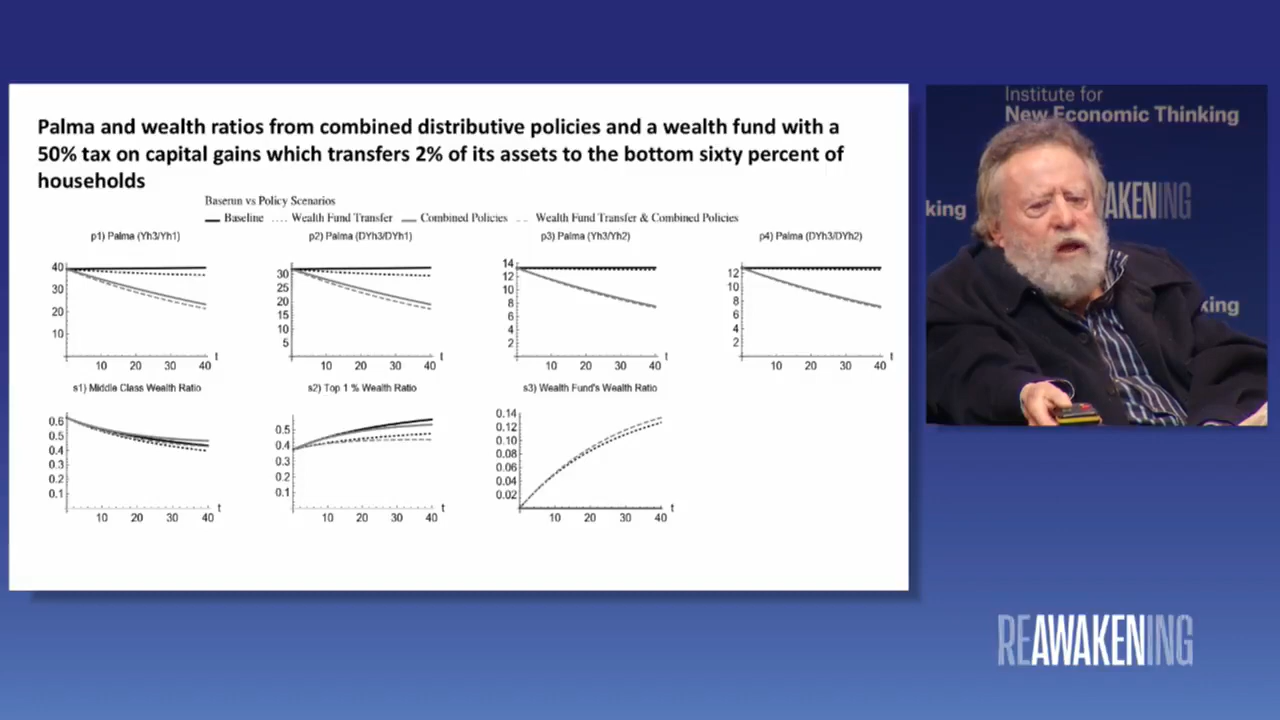 Palma and wealth ratios from combined distributive policies and a wealth fund with a
50% tax on capital gains which transfers 2% of its assets to the bottom sixty percent of
households
Baserun vs Policy Scenarios
Baseline Wealth Fund Transfer Combined Policies Wealth Fund Transfer & Combined Policies
p1) Palma (Yh3/Yh1)
40
30
20
10
10 20 30 40 t
p2) Palma (DYh3/DYh1)
30
25
20
15
10
5
10 20 30 40 t
p3) Palma (Yh3/Yh2)
14
12
10
8
6
4
2
10 20 30 40 t
p4) Palma (DYh3/DYh2)
12
10
8
6
4
2
10 20 30 40 t
s1) Middle Class Wealth Ratio
0.6
0.5
0.4
0.3
0.2
0.1
10 20 30 40 t
s2) Top 1 % Wealth Ratio
0.5
0.4
0.3
0.2
0.1
10 20 30 40 t
s3) Wealth Fund's Wealth Ratio
0.14
0.12
0.10
0.08
0.06
0.04
0.02
10 20 30 40 t
Institute for
New Economic Thinking
AKENING
king
king
REAWAKENING